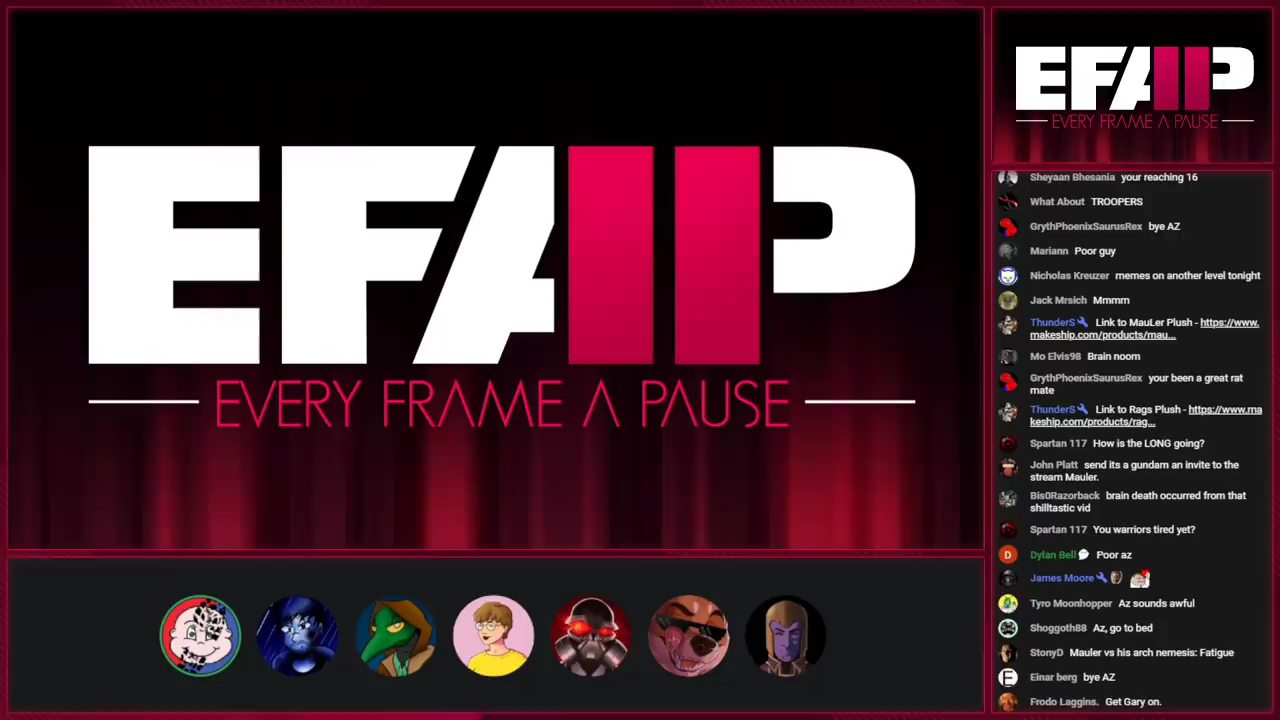 EFAP
EVERY FRAME A PAUSE
EFAP
EVERY FRAME A PAUSE
Sheyaan Bhesania your reaching 16
What About TROOPERS
GrythPhoenixSaurusRex bye AZ
Mariann Poor guy
Nicholas Kreuzer memes on another level tonight
Jack Mrsich Mmmm
ThunderS Link to MauLer Plush - https://www.
makeship.com/products/mau...
Mo Elvis98 Brain noom
GrythPhoenixSaurusRex your been a great rat
mate
ThunderS Link to Rags Plush - https://www.ma
keship.com/products/rag...
Spartan 117 How is the LONG going?
John Platt send its a gundam an invite to the
stream Mauler.
Bis0Razorback brain death occurred from that
shilltastic vid
Spartan 117 You warriors tired yet?
D Dylan Bell Poor az
James Moore
Tyro Moonhopper Az sounds awful
Shoggoth88 Az, go to bed
StonyD Mauler vs his arch nemesis: Fatigue
E Einar berg bye AZ
Frodo Laggins. Get Gary on.